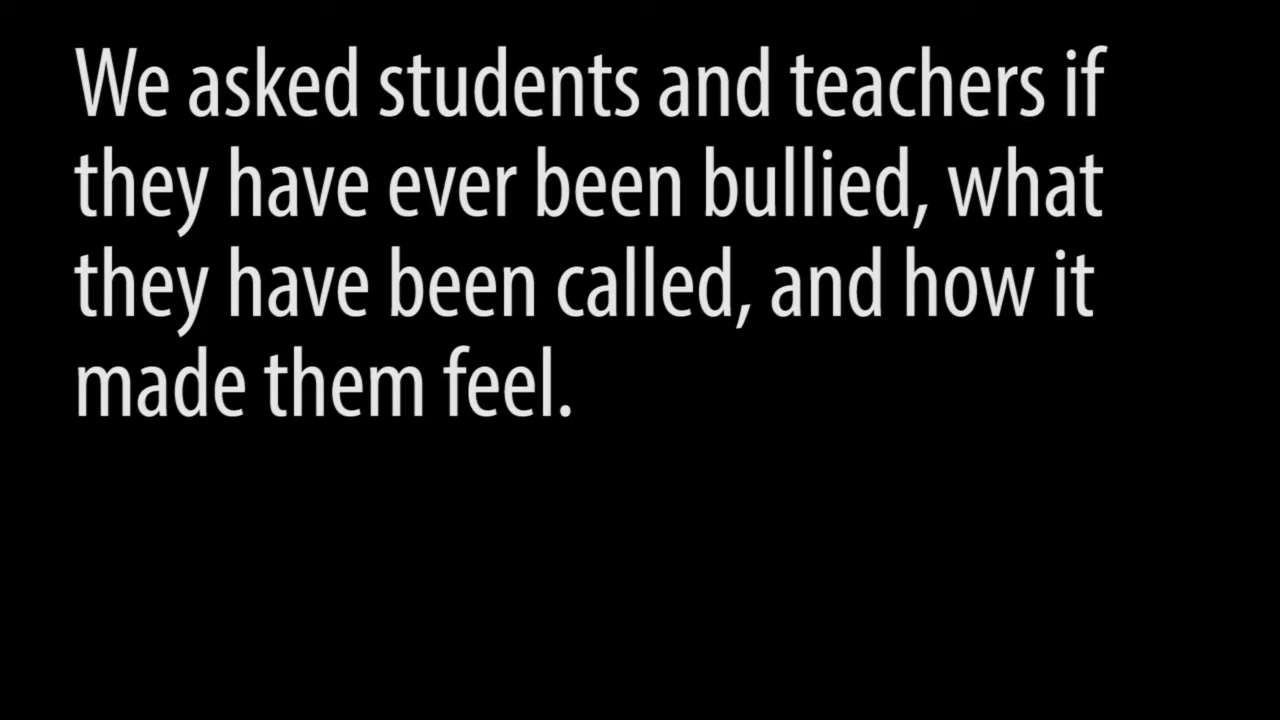 We asked students and teachers if
they have ever been bullied, what
they have been called, and how it
made them feel.